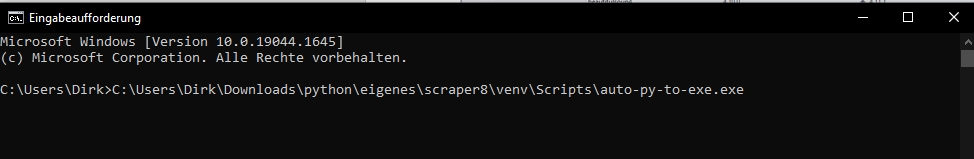 Eingabeaufforderung
Microsoft Windows [Version 10.0.19044.1645]
(c) Microsoft Corporation. Alle Rechte vorbehalten.
C:\Users\Dirk>C:\Users\Dirk\Downloads\python\eigenes\scraper8\venv\Scripts\auto-py-to-exe.exe